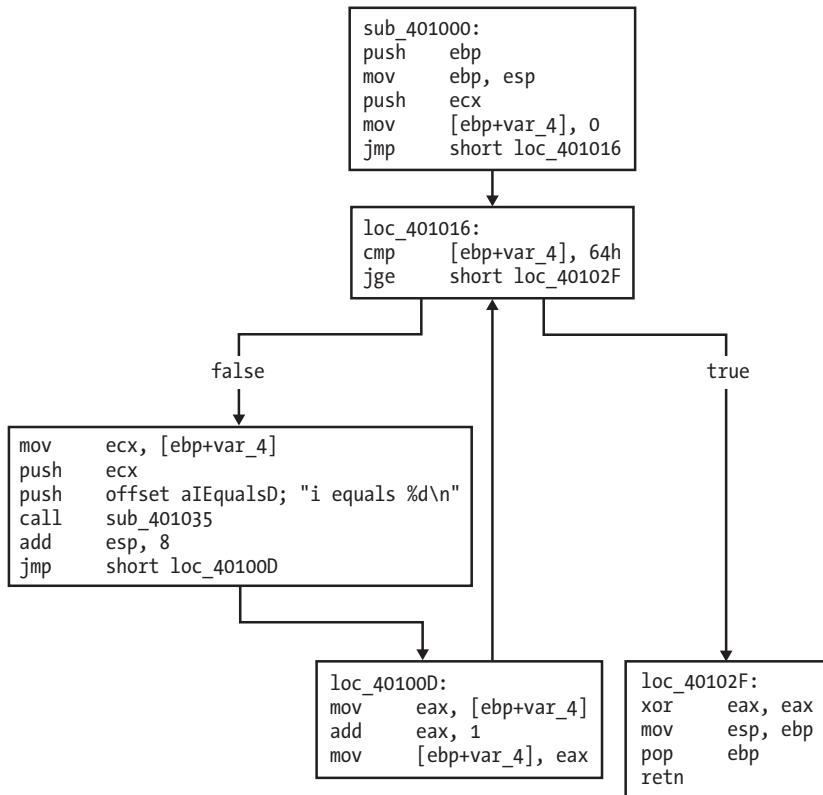 sub_401000:
push ebp
mov ebp, esp
push ecx
mov [ebp+var_4], 0
jmp short loc_401016
loc_401016:
cmp [ebp+var_4], 64h
jge short loc_40102F
false
true
mov ecx, [ebp+var_4]
push ecx
push offset aIEqualsD; "i equals %d\n"
call sub_401035
add esp, 8
jmp short loc_40100D
loc_40100D:
mov eax, [ebp+var_4]
add eax, 1
mov [ebp+var_4], eax
loc_40102F:
xor eax, eax
mov esp, ebp
pop ebp
retn